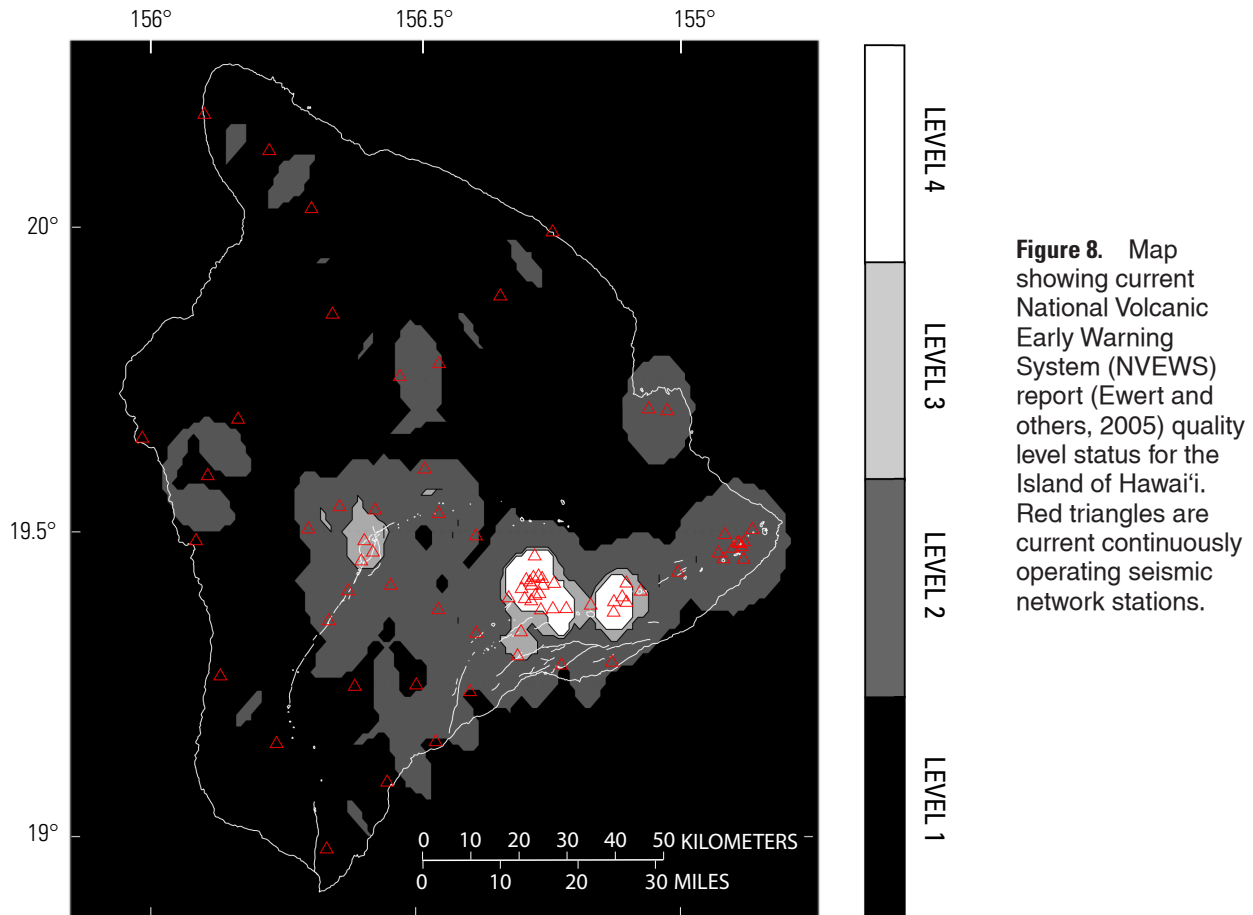 156° 156.5° 155°
20°
19.5°
19°
0 10 20 30 40 50 KILOMETERS
0 10 20 30 MILES
LEVEL 4
LEVEL 3
LEVEL 2
LEVEL 1
Figure 8. Map
showing current
National Volcanic
Early Warning
System (NVEWS)
report (Ewert and
others, 2005) quality
level status for the
Island of Hawai‘i.
Red triangles are
current continuously
operating seismic
network stations.